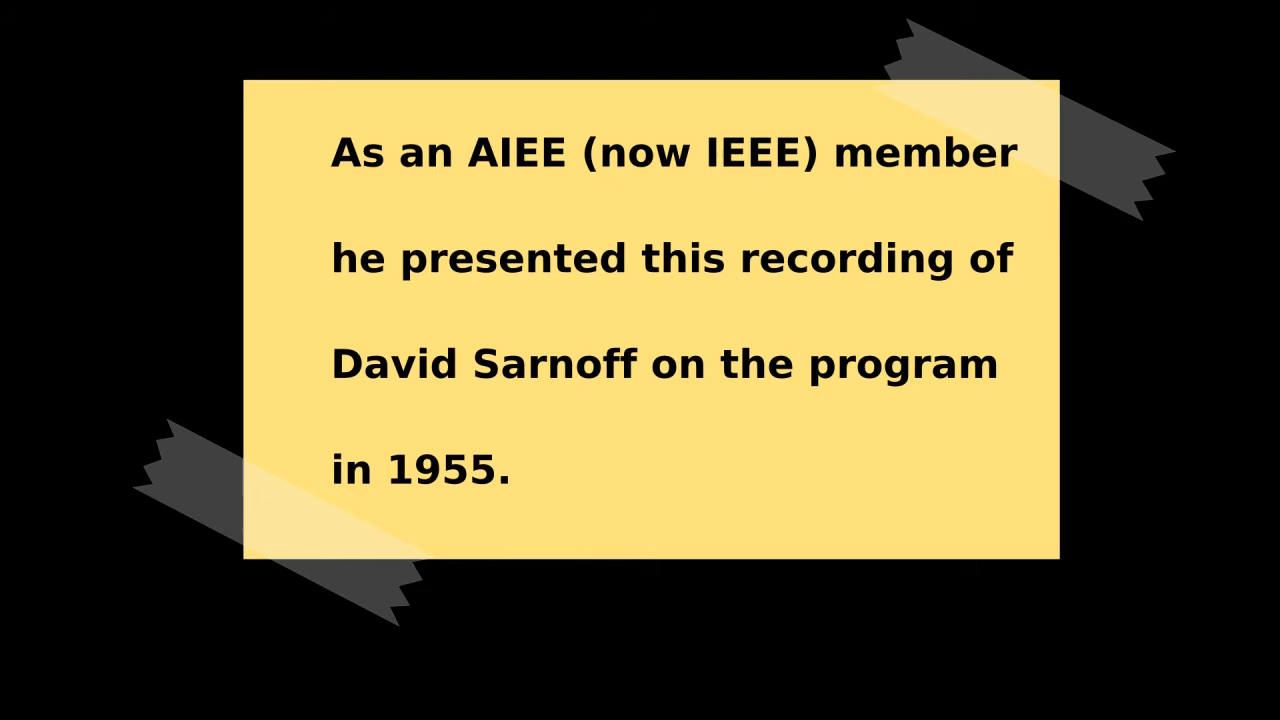 As an AIEE (now IEEE) member
he presented this recording of
David Sarnoff on the program
in 1955.